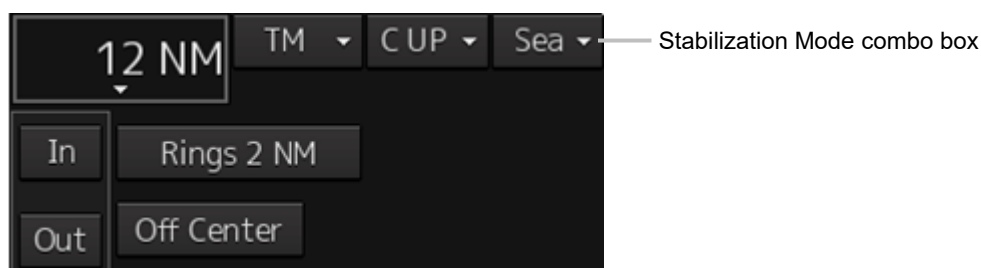 12 NM TM C UP Sea Stabilization Mode combo box
In Rings 2 NM
Out Off Center